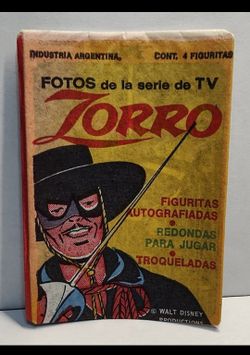 INDUSTRIA ARGENTINA, CONT. 4 FIGURITAS
FOTOS de la serie de TV
ZORRO
FIGURITAS
AUTOGRAFIADAS
• REDONDAS
PARA JUGAR
• TROQUELADAS
© WALT DISNEY
PRODUCTIONS